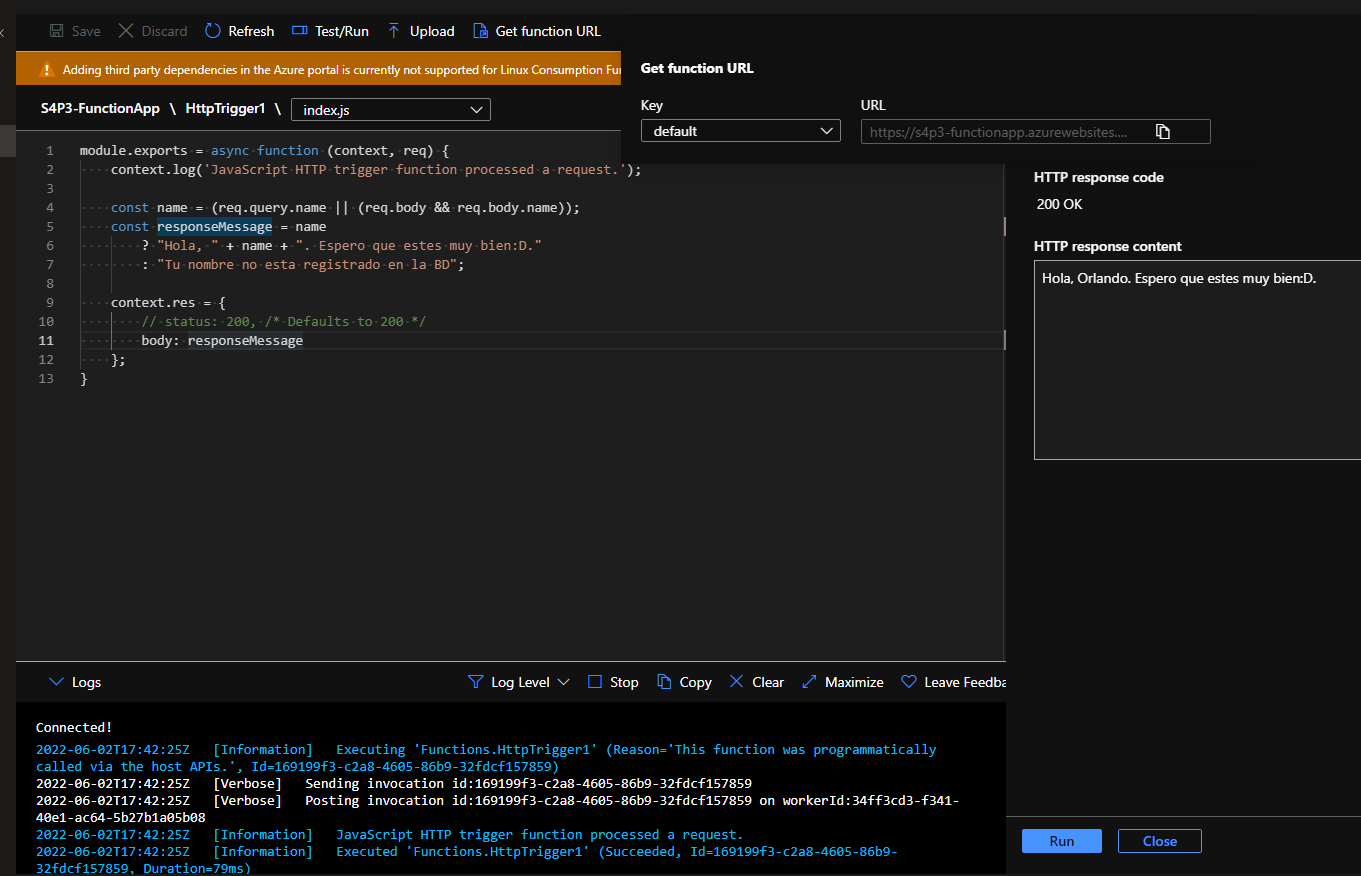 Save Discard Refresh Test/Run Upload Get function URL
Adding third party dependencies in the Azure portal is currently not supported for Linux Consumption Fu
Get function URL
Key
URL
default
https://s4p3-functionapp.azurewebsites....
S4P3-FunctionApp \ HttpTrigger1 \ index.js
1 module.exports = async function (context, req) {
2 context.log('JavaScript HTTP trigger function processed a request.');
3
4 const name = (req.query.name || (req.body && req.body.name));
5 const responseMessage = name
6 ? "Hola, " + name + ". Espero que estes muy bien:D."
7 : "Tu nombre no esta registrado en la BD";
8
9 context.res = {
10 // status: 200, /* Defaults to 200 */
11 body: responseMessage
12 };
13 }
HTTP response code
200 OK
HTTP response content
Hola, Orlando. Espero que estes muy bien:D.
Logs Log Level Stop Copy Clear Maximize Leave Feedba
Connected!
2022-06-02T17:42:25Z [Information] Executing 'Functions.HttpTrigger1' (Reason='This function was programmatically
called via the host APIs.', Id=169199f3-c2a8-4605-86b9-32fdcf157859)
2022-06-02T17:42:25Z [Verbose] Sending invocation id:169199f3-c2a8-4605-86b9-32fdcf157859
2022-06-02T17:42:25Z [Verbose] Posting invocation id:169199f3-c2a8-4605-86b9-32fdcf157859 on workerId:34ff3cd3-f341-
40e1-ac64-5b27b1a05b08
2022-06-02T17:42:25Z [Information] JavaScript HTTP trigger function processed a request.
2022-06-02T17:42:25Z [Information] Executed 'Functions.HttpTrigger1' (Succeeded, Id=169199f3-c2a8-4605-86b9-
32fdcf157859, Duration=79ms)
Run Close